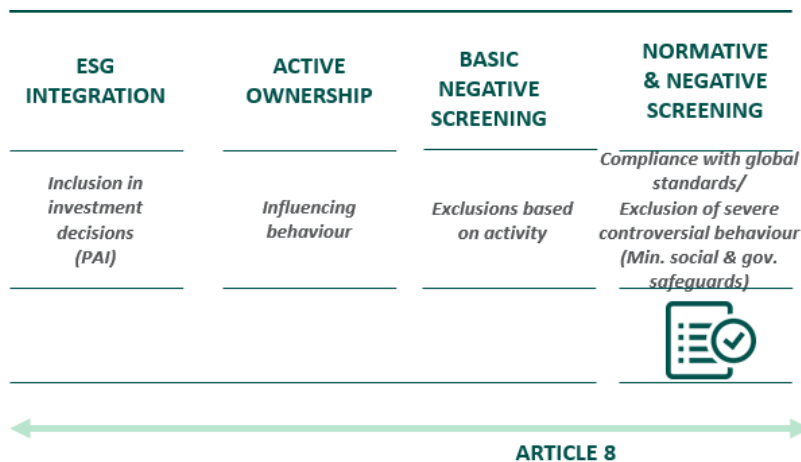 ESG
INTEGRATION
ACTIVE
OWNERSHIP
BASIC
NEGATIVE
SCREENING
NORMATIVE
& NEGATIVE
SCREENING
Inclusion in
investment
decisions
(PAI)
Influencing
behaviour
Exclusions based
on activity
Compliance with global
standards/
Exclusion of severe
controversial behaviour
(Min. social & gov.
safeguards)
ARTICLE 8